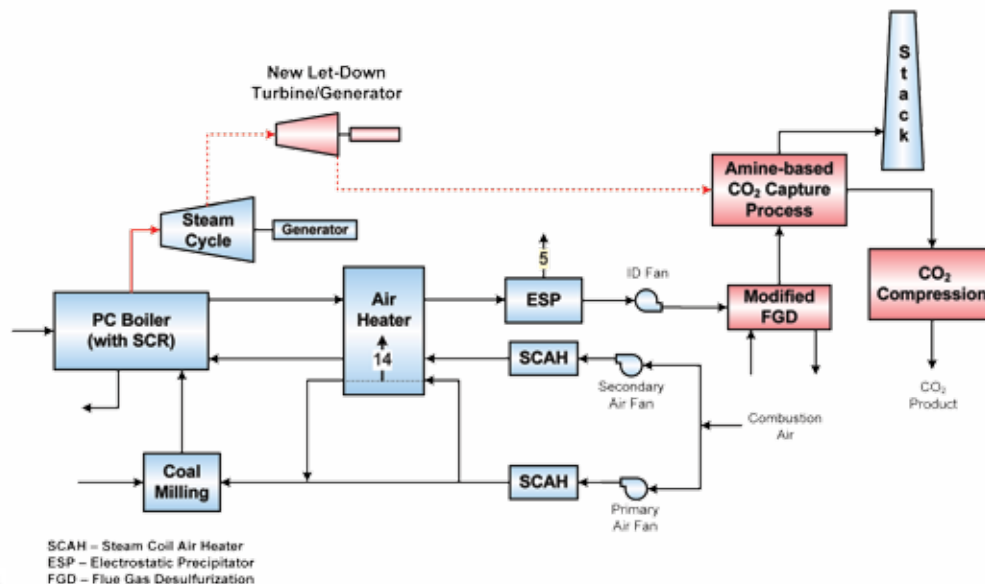 New Let-Down
Turbine/Generator
S
t
a
c
k
Amine-based
CO₂ Capture
Process
Steam
Cycle
Generator
5
ID Fan
CO₂
Compression
Air
Heater
ESP
Modified
FGD
PC Boiler
(with SCR)
14
SCAH
Secondary
Air Fan
CO₂
Product
Combustion
Air
Coal
Milling
SCAH
Primary
Air Fan
SCAH – Steam Coil Air Heater
ESP – Electrostatic Precipitator
FGD – Flue Gas Desulfurization